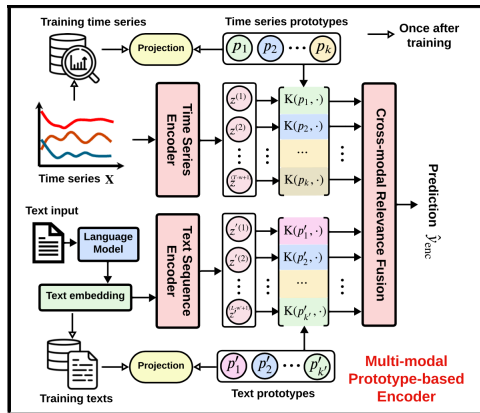 Training time series
Time series prototypes
Once after
training
Projection
p₁ p₂ ⋯ pₖ
Time series X
Time Series
Encoder
z⁽¹⁾
z⁽²⁾
K(p₁, ·)
K(p₂, ·)
...
K(pₖ, ·)
Cross-modal Relevance Fusion
Prediction ŷenc
Text input
Language
Model
Text embedding
Text Sequence
Encoder
z′⁽¹⁾
z′⁽²⁾
K(p′₁, ·)
K(p′₂, ·)
...
K(p′ₖ′, ·)
Training texts
Projection
p′₁ p′₂ ⋯ p′ₖ′
Text prototypes
Multi-modal
Prototype-based
Encoder